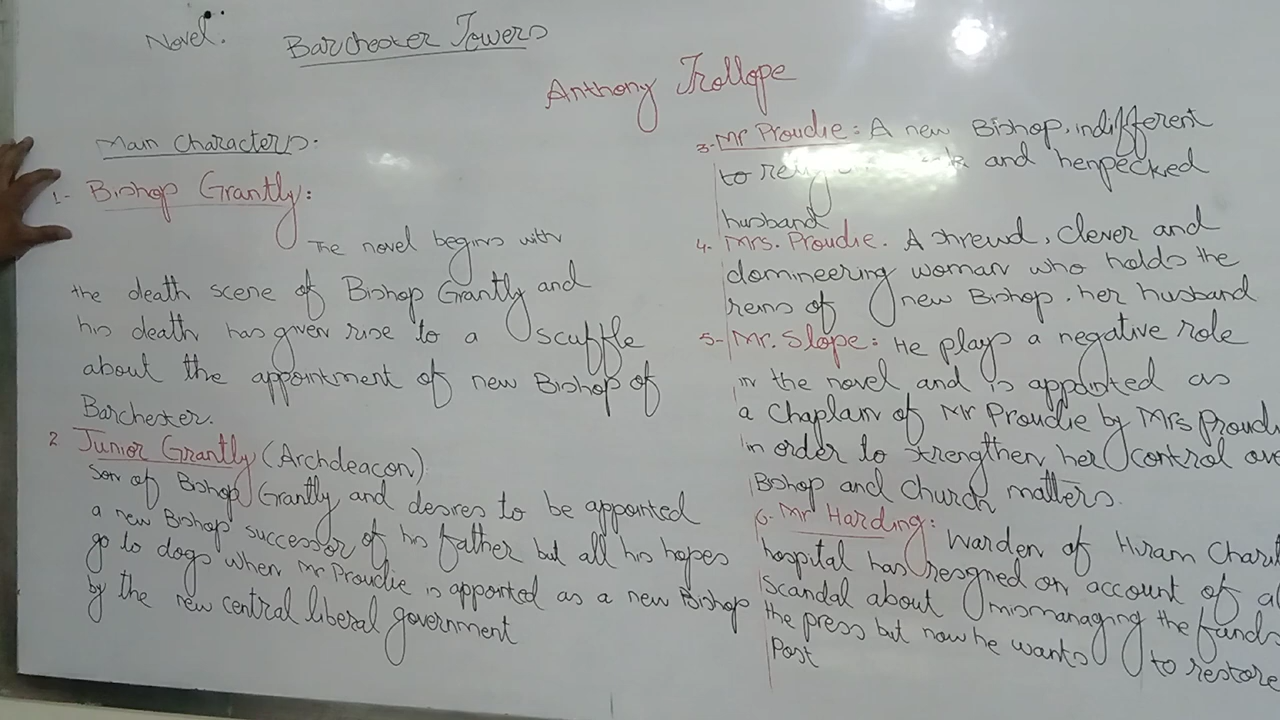 Novel: Barchester Towers
Anthony Trollope
Main Characters.
1- Bishop Grantly:
The novel begins with
the death scene of Bishop Grantly and
his death has given rise to a scuffle
about the appointment of new Bishop of
Barchester.
2 Junior Grantly (Archdeacon)
Son of Bishop Grantly and desires to be appointed
a new Bishop successor of his father but all his hopes
go to dogs when Mr Proudie is appointed as a new Bishop
by the new central liberal government
3- Mr Proudie: A new Bishop, indifferent
to and henpecked
husband
4. Mrs. Proudie. A shrewd, clever and
domineering woman who holds the
reins of new Bishop. her husband
5- Mr. Slope: He plays a negative role
in the novel and is appointed as
a Chaplain of Mr Proudie by Mrs Proudi
in order to strengthen her control ove
Bishop and Church matters.
6- Mr Harding: Warden of Hiram Charit
hospital has resigned on account of a
scandal about mismanaging the funds
the press but now he wants to restore
Post